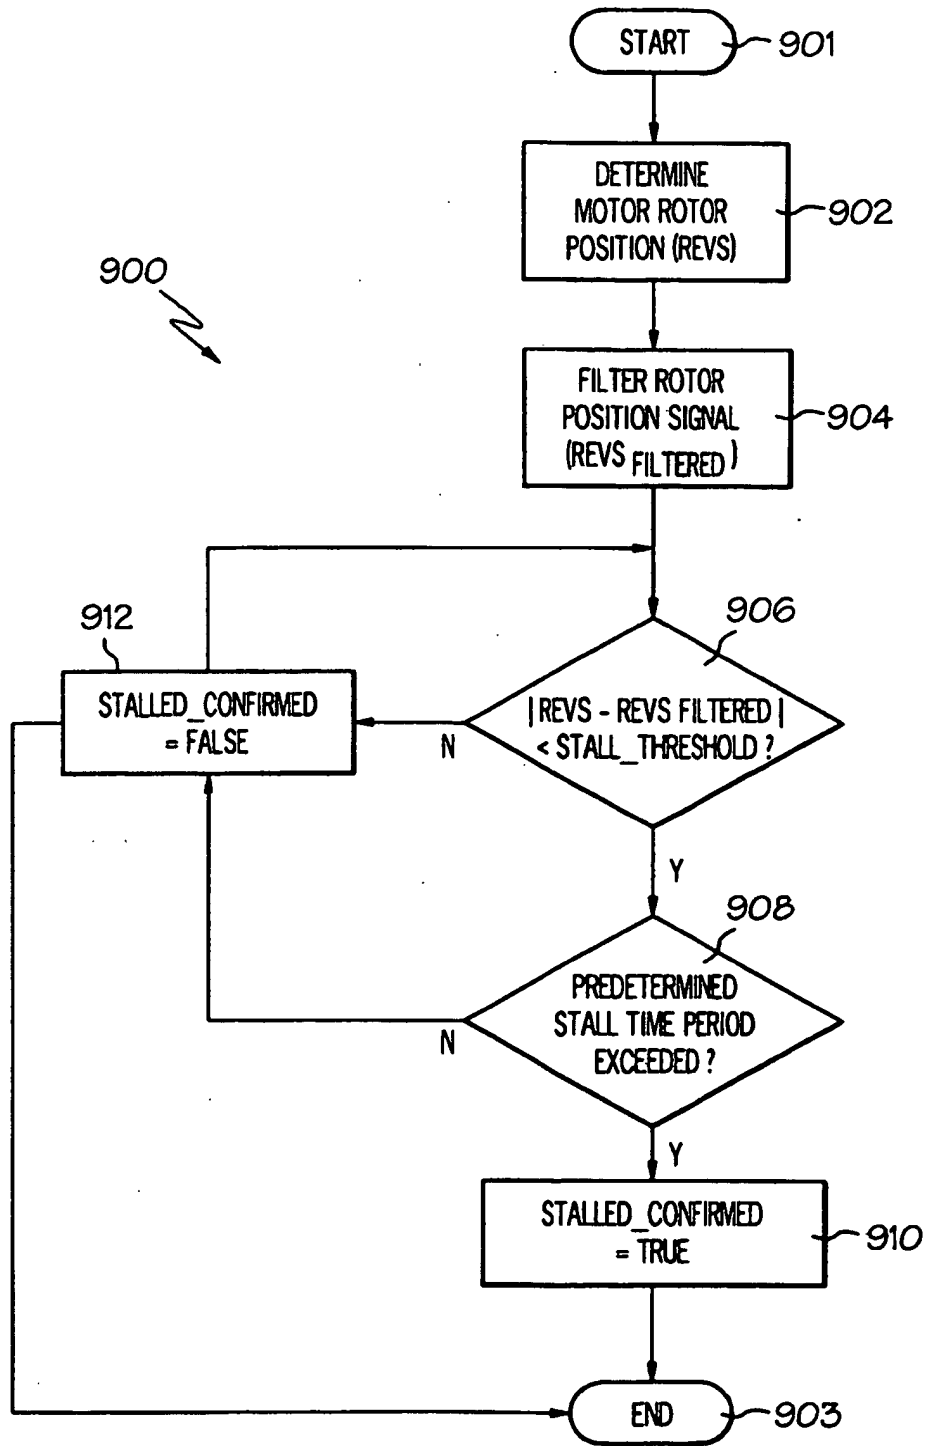 START
901
DETERMINE
MOTOR ROTOR
POSITION (REVS)
902
900
FILTER ROTOR
POSITION SIGNAL
(REVS FILTERED)
904
906
912
STALLED_CONFIRMED
= FALSE
|REVS - REVS FILTERED|
< STALL_THRESHOLD ?
N
Y
908
PREDETERMINED
STALL TIME PERIOD
EXCEEDED ?
N
Y
STALLED_CONFIRMED
= TRUE
910
END
903